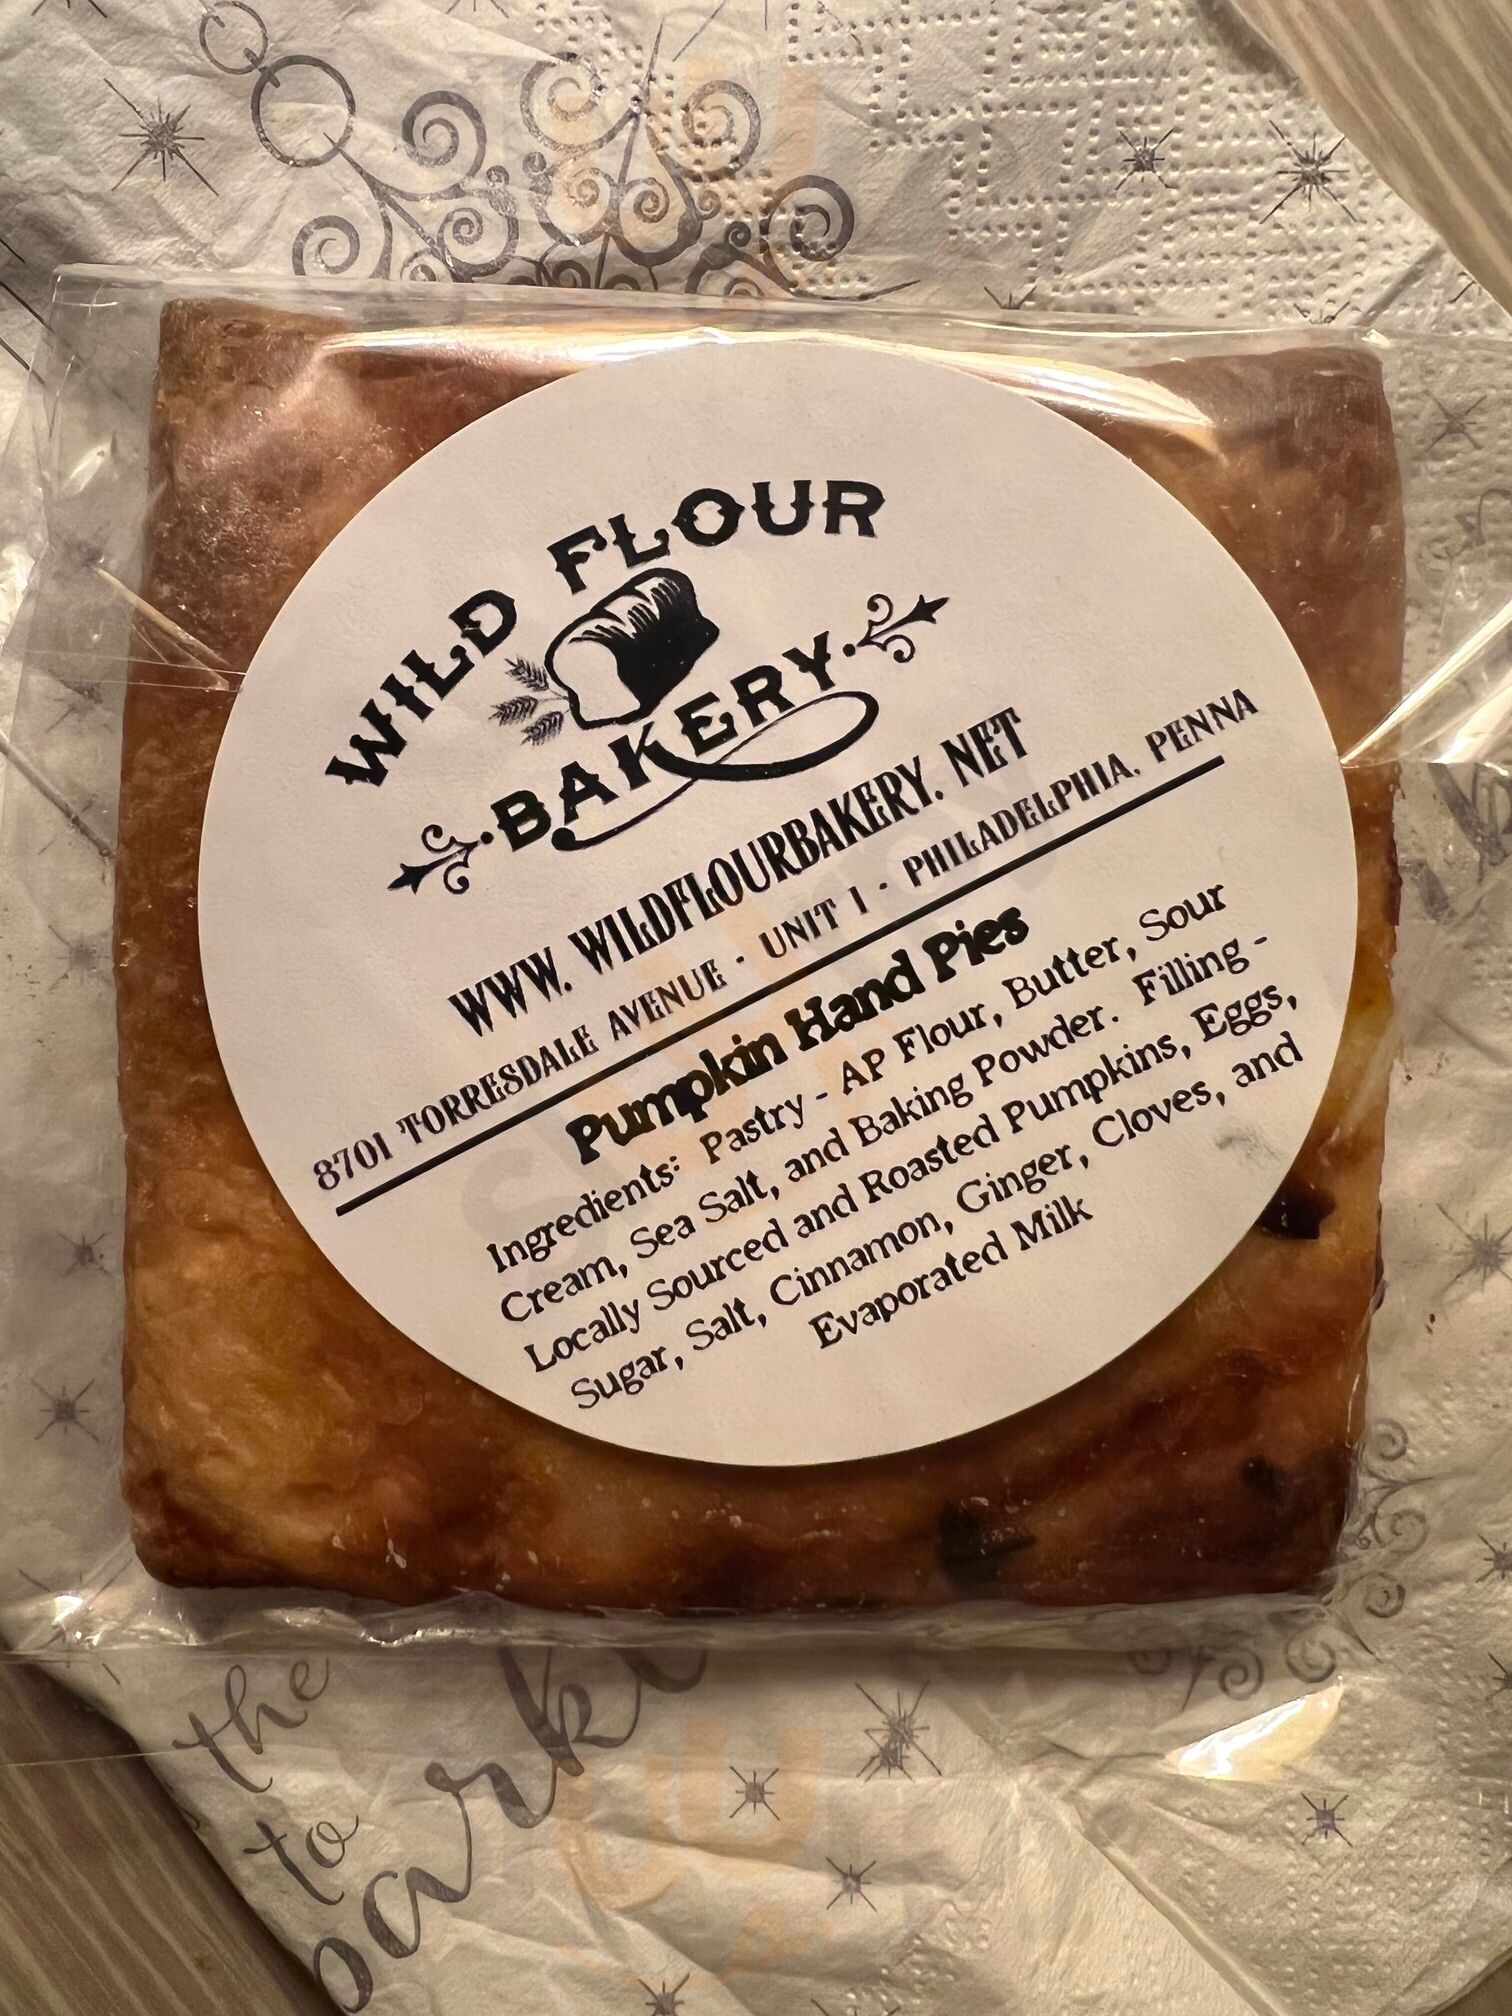 WILD FLOUR
BAKERY
WWW. WILDFLOURBAKERY. NET
8701 TORRESDALE AVENUE · UNIT 1 · PHILADELPHIA, PENNA
Pumpkin Hand Pies
Ingredients: Pastry - AP Flour, Butter, Sour
Cream, Sea Salt, and Baking Powder. Filling -
Locally Sourced and Roasted Pumpkins, Eggs,
Sugar, Salt, Cinnamon, Ginger, Cloves, and
Evaporated Milk
the
to